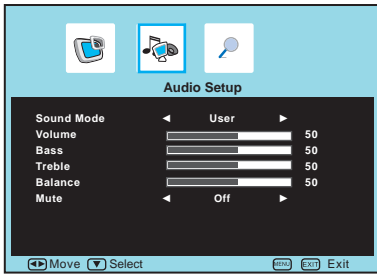 Audio Setup
Sound Mode ◄ User ►
Volume 50
Bass 50
Treble 50
Balance 50
Mute ◄ Off ►
Move Select MENU EXIT Exit